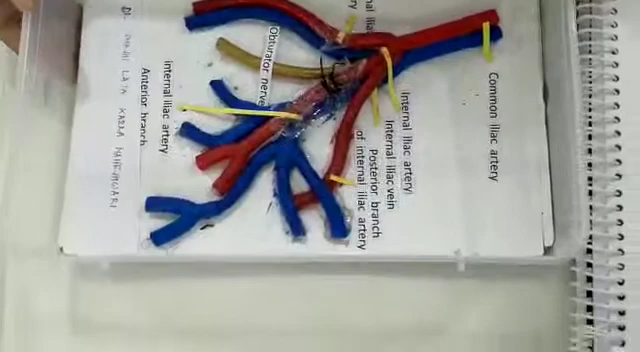 Common iliac artery
Internal iliac artery
Internal iliac vein
Posterior branch
of internal iliac artery
Obturator nerve
internal iliac artery
Anterior branch